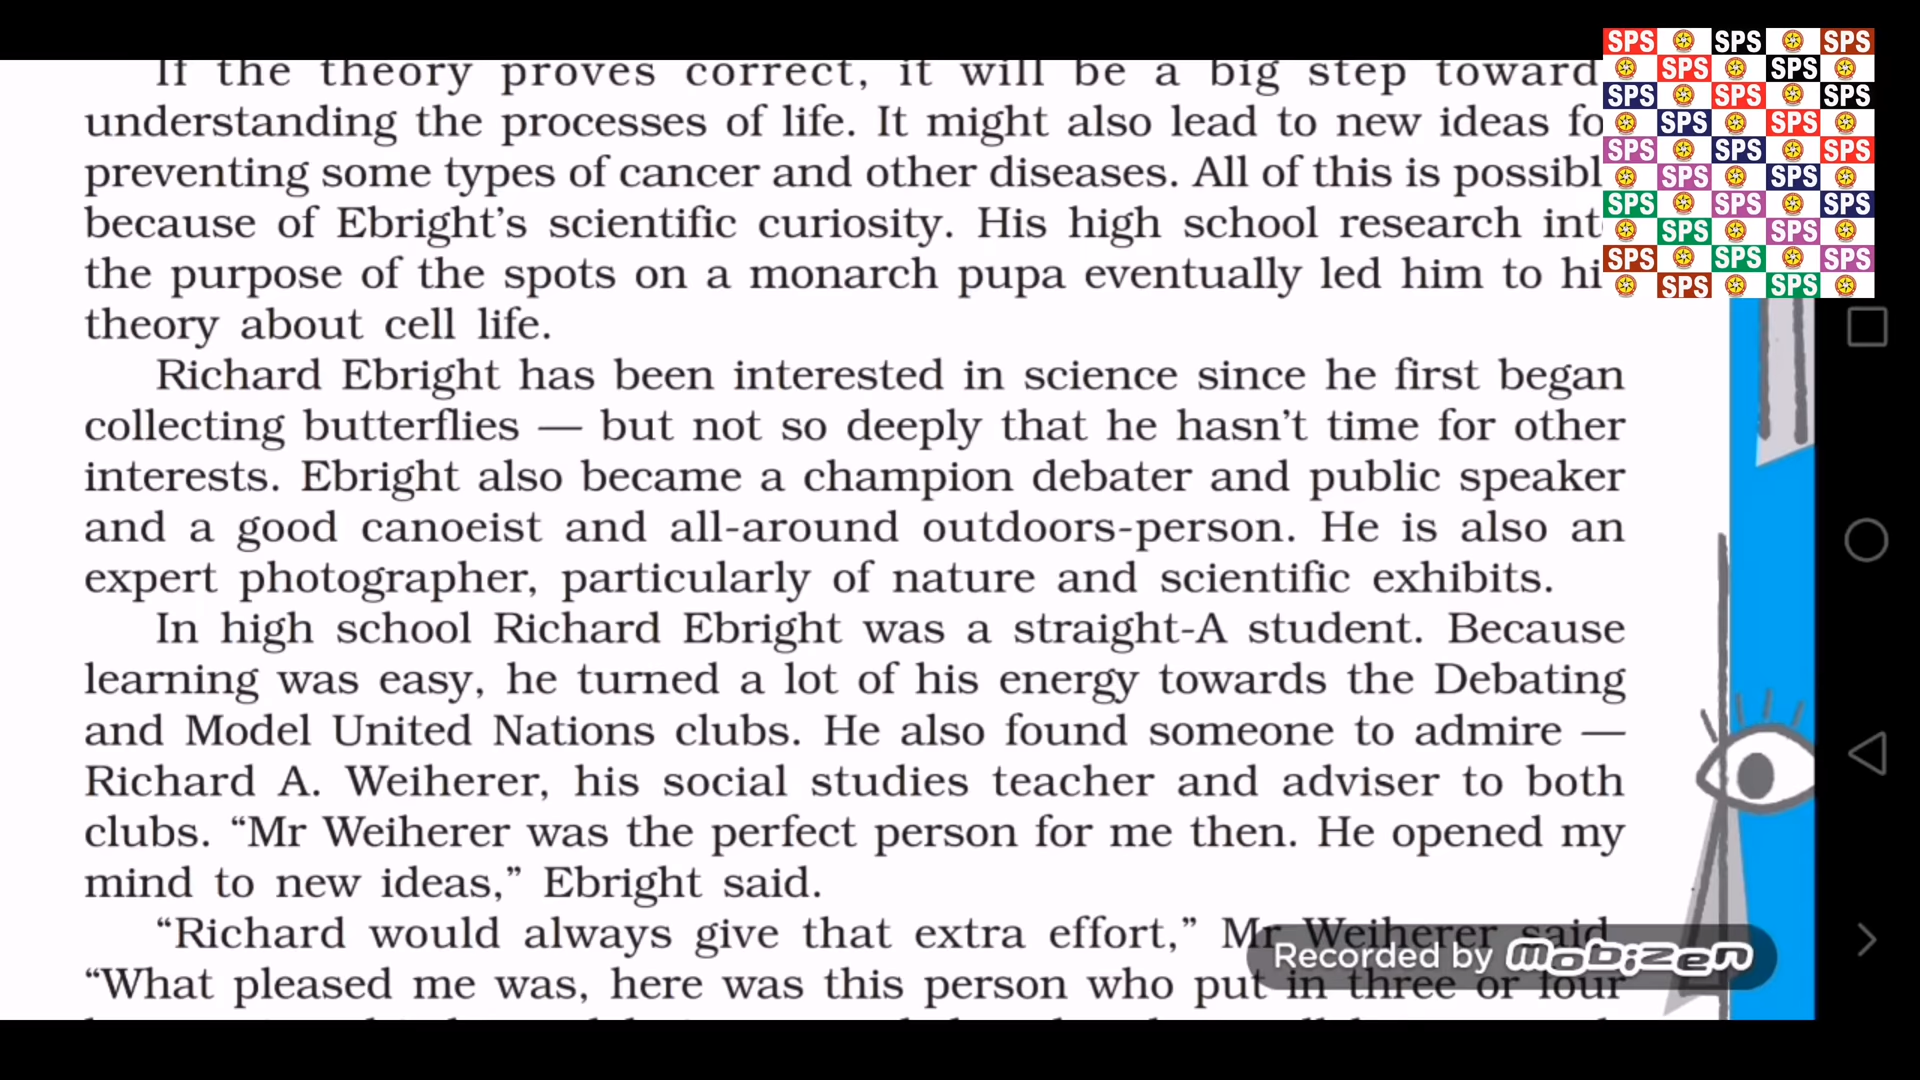 If the theory proves correct, it will be a big step toward
understanding the processes of life. It might also lead to new ideas fo
preventing some types of cancer and other diseases. All of this is possibl
because of Ebright's scientific curiosity. His high school research int
the purpose of the spots on a monarch pupa eventually led him to hi
theory about cell life.
Richard Ebright has been interested in science since he first began
collecting butterflies — but not so deeply that he hasn't time for other
interests. Ebright also became a champion debater and public speaker
and a good canoeist and all-around outdoors-person. He is also an
expert photographer, particularly of nature and scientific exhibits.
In high school Richard Ebright was a straight-A student. Because
learning was easy, he turned a lot of his energy towards the Debating
and Model United Nations clubs. He also found someone to admire —
Richard A. Weiherer, his social studies teacher and adviser to both
clubs. “Mr Weiherer was the perfect person for me then. He opened my
mind to new ideas,” Ebright said.
“Richard would always give that extra effort,” Mr Weiherer said.
“What pleased me was, here was this person who put in three or four
Recorded by mobizen
SPS SPS SPS
SPS SPS
SPS SPS SPS
SPS SPS
SPS SPS SPS
SPS SPS
SPS SPS SPS
SPS SPS
SPS SPS SPS
SPS SPS